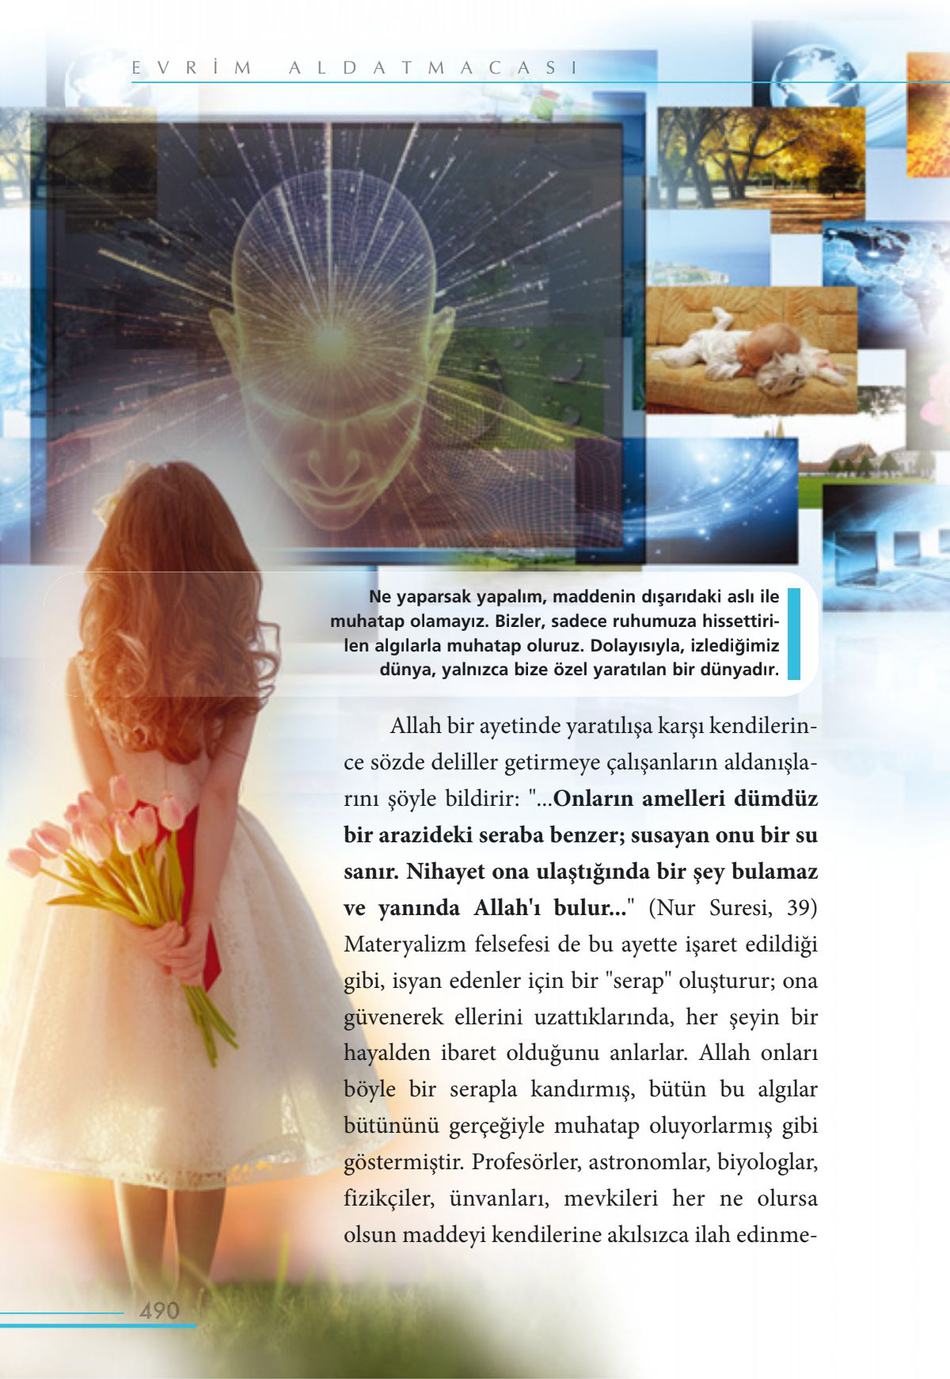 EVRİM ALDATMACASI
Ne yaparsak yapalım, maddenin dışarıdaki aslı ile
muhatap olamayız. Bizler, sadece ruhumuza hissettiri-
len algılarla muhatap oluruz. Dolayısıyla, izlediğimiz
dünya, yalnızca bize özel yaratılan bir dünyadır.
Allah bir ayetinde yaratılışa karşı kendilerin-
ce sözde deliller getirmeye çalışanların aldanışla-
rını şöyle bildirir: "...Onların amelleri dümdüz
bir arazideki seraba benzer; susayan onu bir su
sanır. Nihayet ona ulaştığında bir şey bulamaz
ve yanında Allah'ı bulur..." (Nur Suresi, 39)
Materyalizm felsefesi de bu ayette işaret edildiği
gibi, isyan edenler için bir "serap" oluşturur; ona
güvenerek ellerini uzattıklarında, her şeyin bir
hayalden ibaret olduğunu anlarlar. Allah onları
böyle bir serapla kandırmış, bütün bu algılar
bütününü gerçeğiyle muhatap oluyorlarmış gibi
göstermiştir. Profesörler, astronomlar, biyologlar,
fizikçiler, ünvanları, mevkileri her ne olursa
olsun maddeyi kendilerine akılsızca ilah edinme-
490